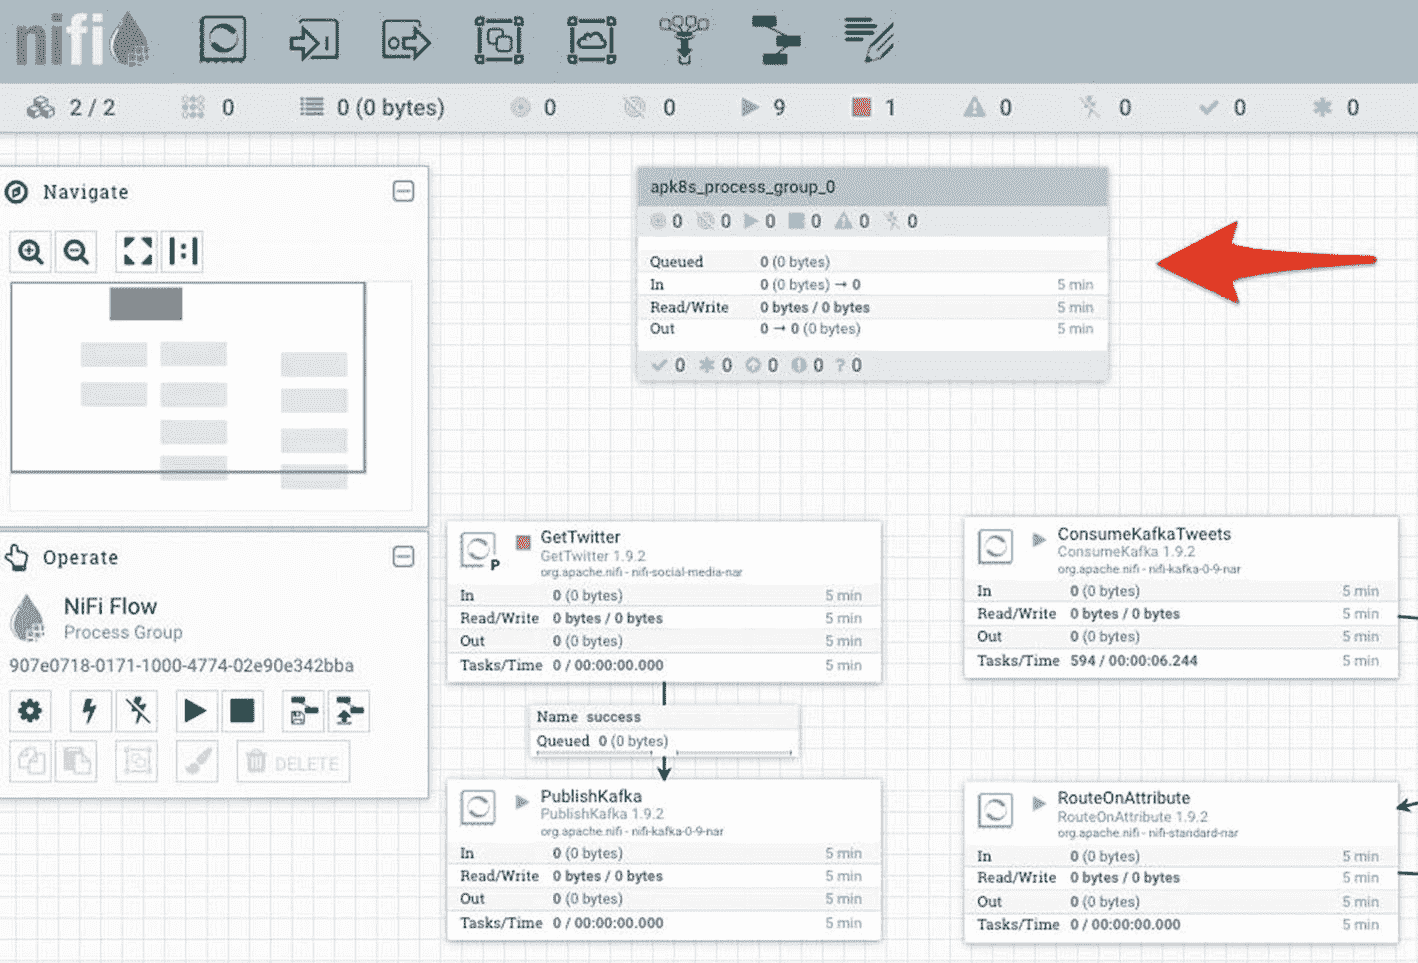 nifi
2 / 2 0 0 (0 bytes) 0 0 9 1 0 0 0 0
Navigate
apk8s_process_group_0
0 0 0 0 0 0
Queued 0 (0 bytes)
In 0 (0 bytes) → 0 5 min
Read/Write 0 bytes / 0 bytes 5 min
Out 0 → 0 (0 bytes) 5 min
0 0 0 0 ? 0
Operate
NiFi Flow
Process Group
907e0718-0171-1000-4774-02e90e342bba
DELETE
GetTwitter
GetTwitter 1.9.2
org.apache.nifi - nifi-social-media-nar
P
In 0 (0 bytes) 5 min
Read/Write 0 bytes / 0 bytes 5 min
Out 0 (0 bytes) 5 min
Tasks/Time 0 / 00:00:00.000 5 min
Name success
Queued 0 (0 bytes)
PublishKafka
PublishKafka 1.9.2
org.apache.nifi - nifi-kafka-0-9-nar
In 0 (0 bytes) 5 min
Read/Write 0 bytes / 0 bytes 5 min
Out 0 (0 bytes) 5 min
Tasks/Time 0 / 00:00:00.000 5 min
ConsumeKafkaTweets
ConsumeKafka 1.9.2
org.apache.nifi - nifi-kafka-0-9-nar
In 0 (0 bytes) 5 min
Read/Write 0 bytes / 0 bytes 5 min
Out 0 (0 bytes) 5 min
Tasks/Time 594 / 00:00:06.244 5 min
RouteOnAttribute
RouteOnAttribute 1.9.2
org.apache.nifi - nifi-standard-nar
In 0 (0 bytes) 5 min
Read/Write 0 bytes / 0 bytes 5 min
Out 0 (0 bytes) 5 min
Tasks/Time 0 / 00:00:00.000 5 min